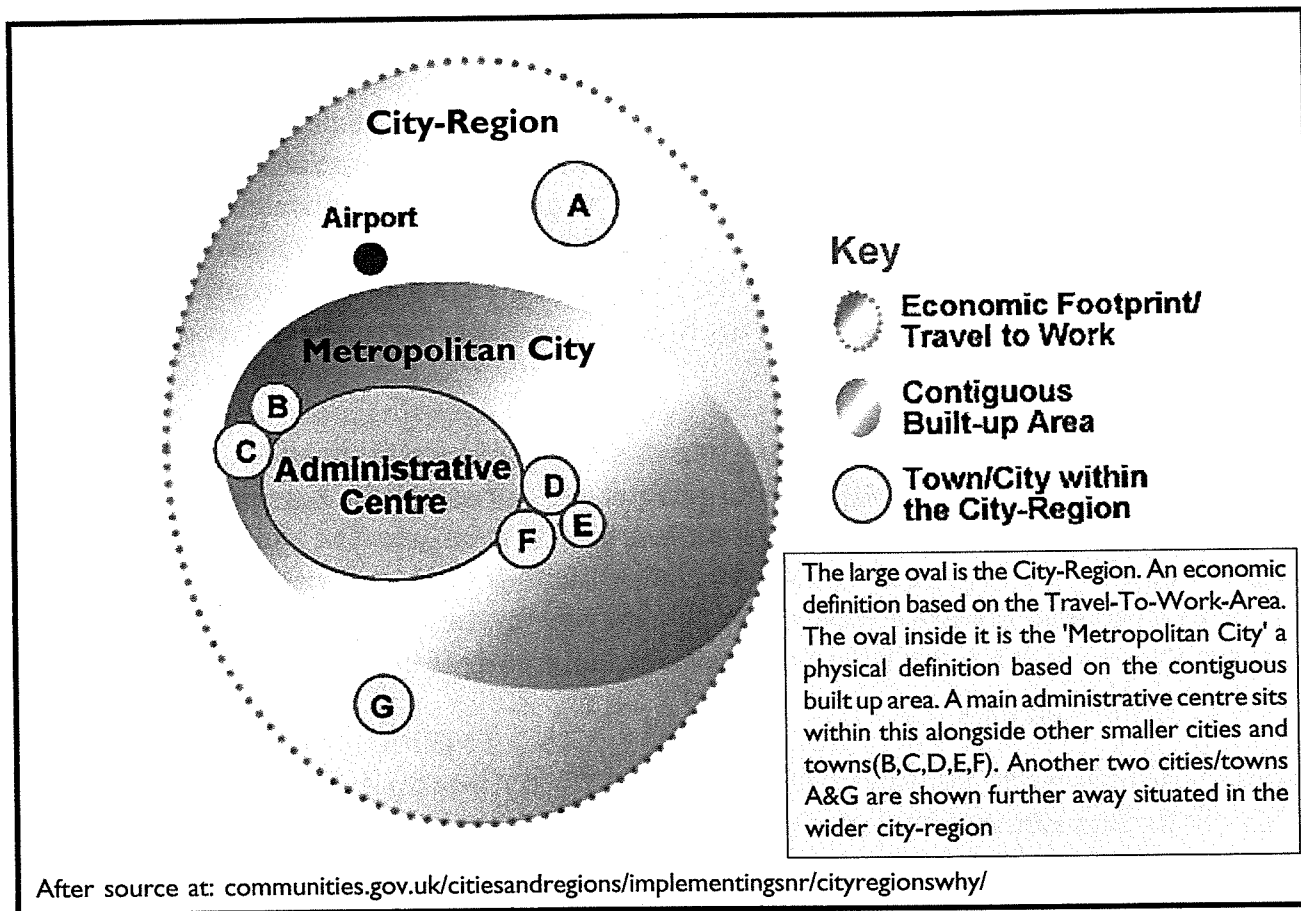 City-Region
A
Airport
Metropolitan City
B
C
Administrative
Centre
D
E
F
G
Key
Economic Footprint/
Travel to Work
Contiguous
Built-up Area
Town/City within
the City-Region
The large oval is the City-Region. An economic
definition based on the Travel-To-Work-Area.
The oval inside it is the 'Metropolitan City' a
physical definition based on the contiguous
built up area. A main administrative centre sits
within this alongside other smaller cities and
towns(B,C,D,E,F). Another two cities/towns
A&G are shown further away situated in the
wider city-region
After source at: communities.gov.uk/citiesandregions/implementingsnr/cityregionswhy/